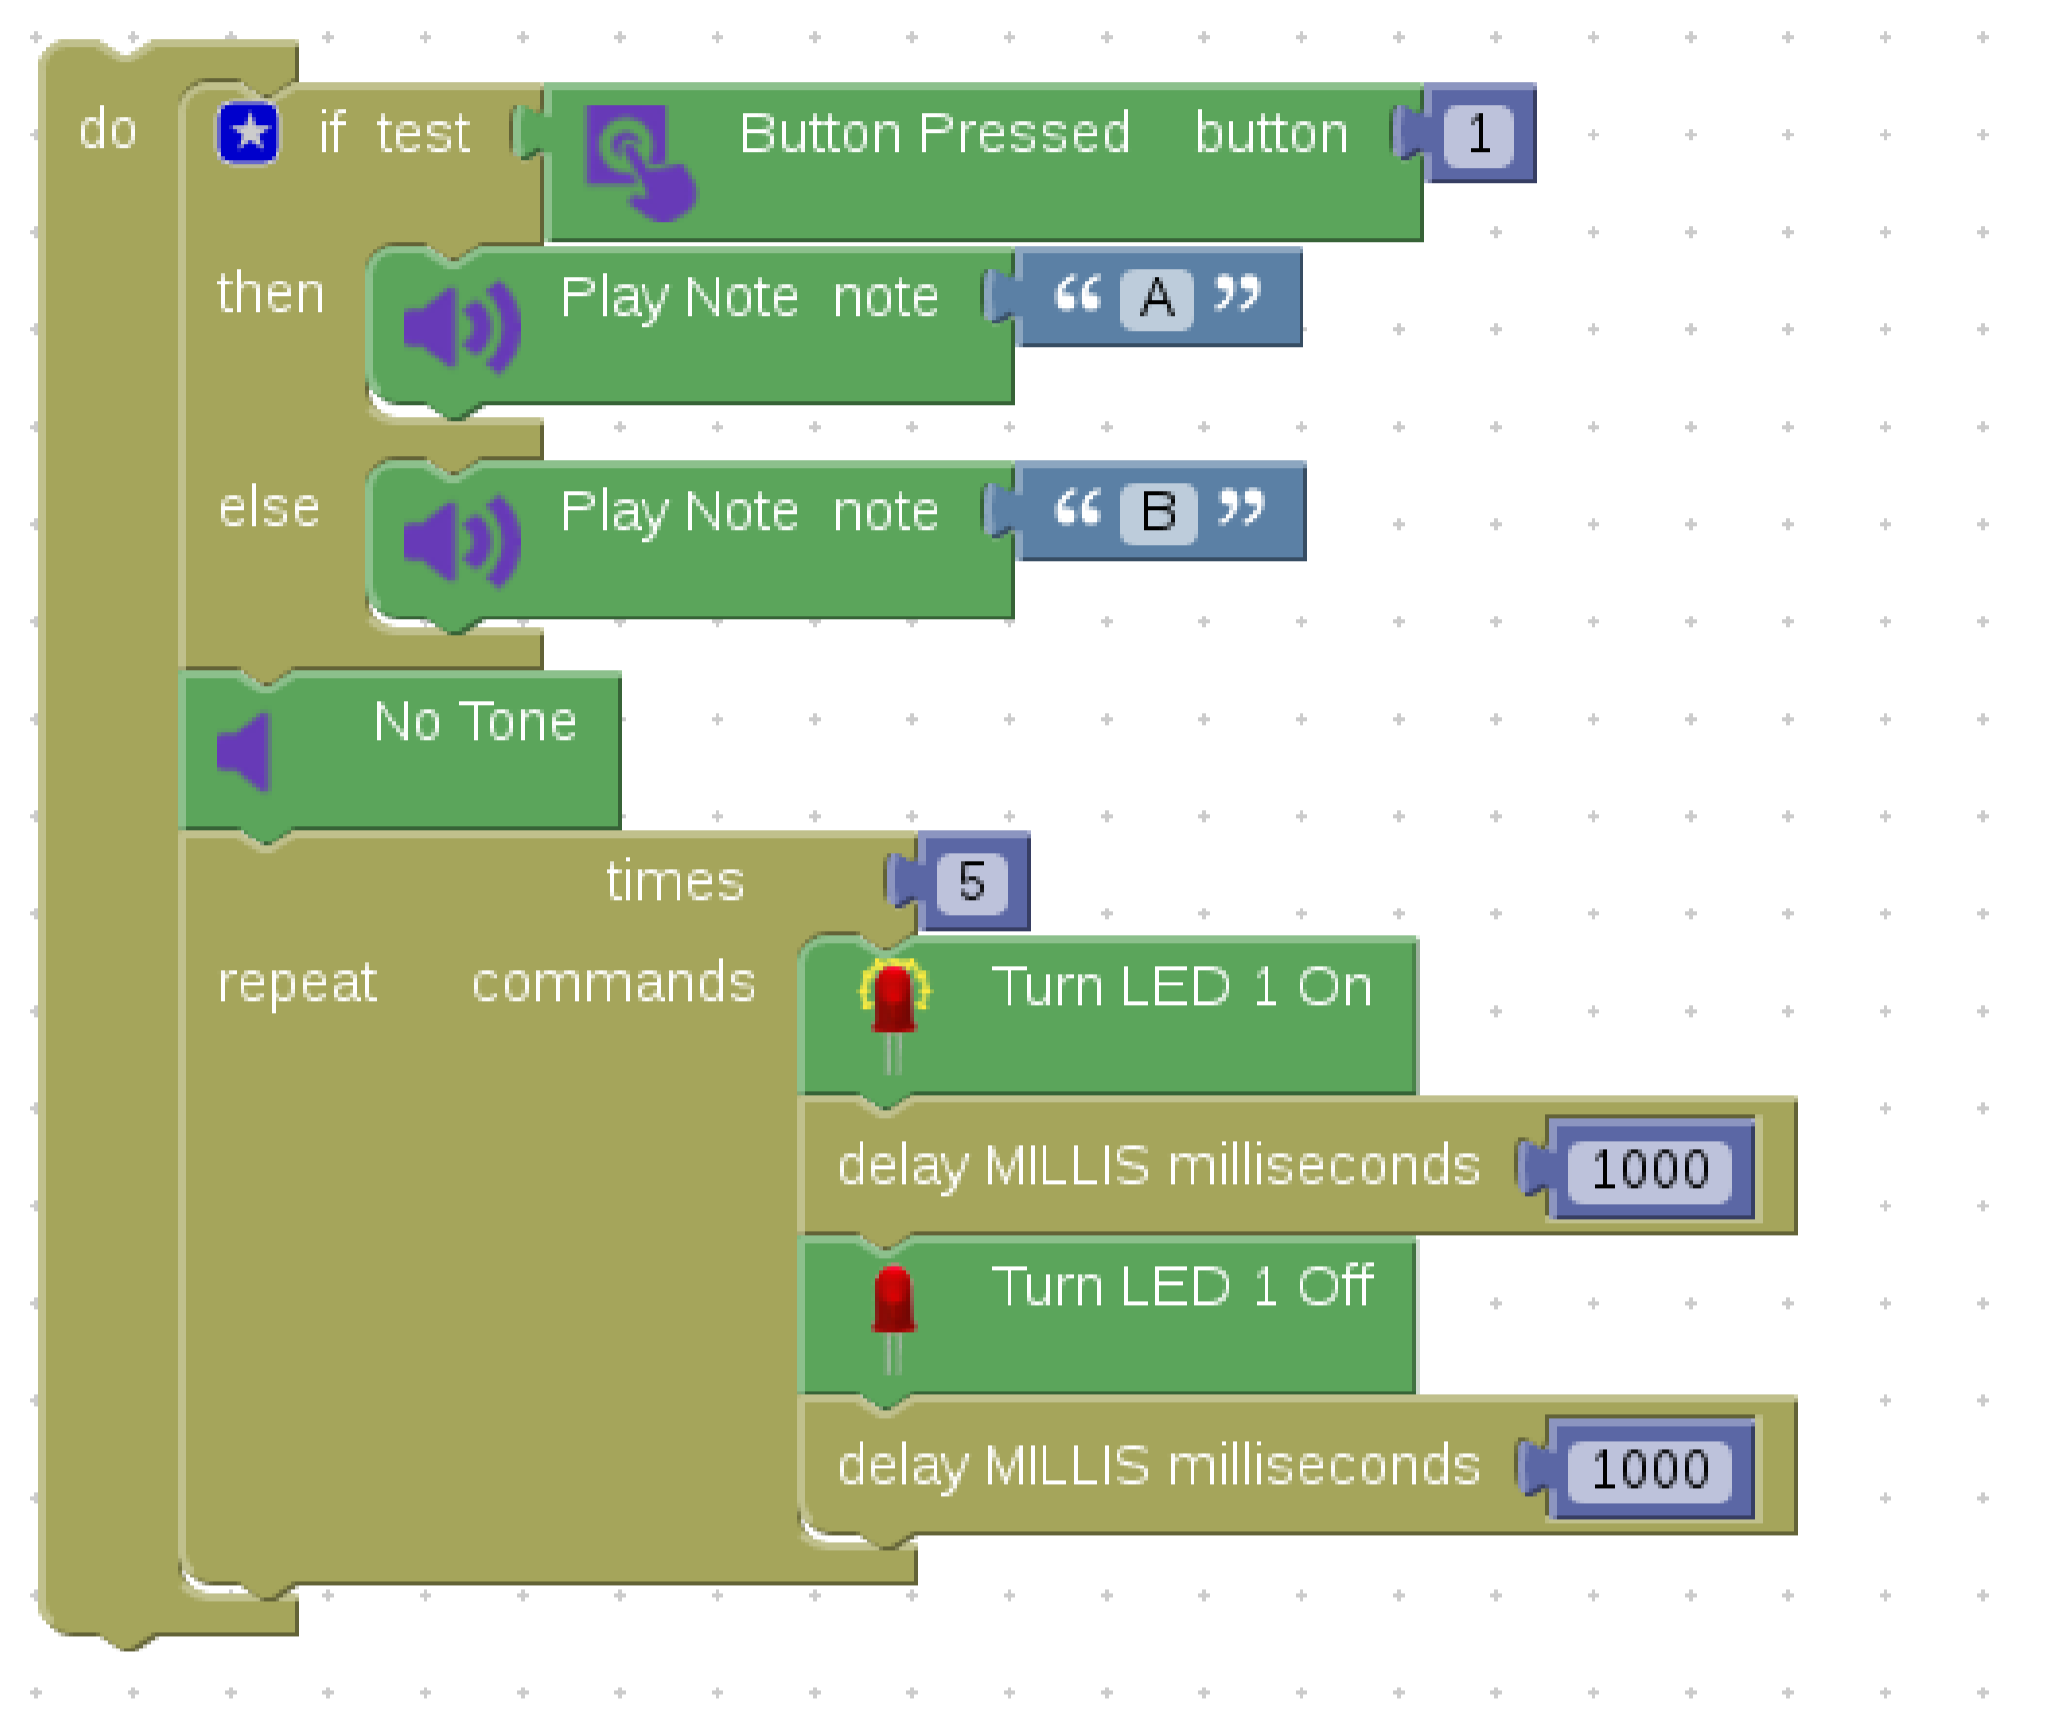 do if test Button Pressed button 1
then Play Note note “ A ”
else Play Note note “ B ”
No Tone
times 5
repeat commands Turn LED 1 On
delay MILLIS milliseconds 1000
Turn LED 1 Off
delay MILLIS milliseconds 1000